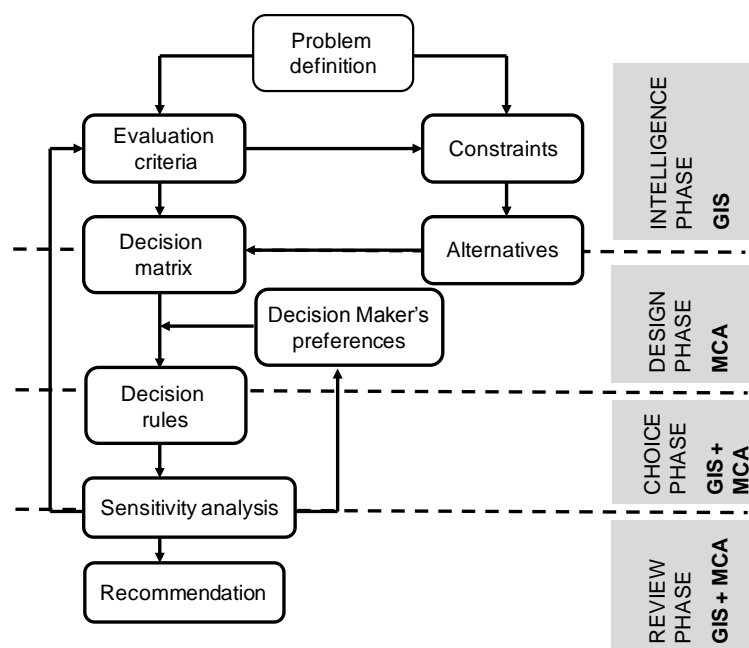 Problem
definition
Evaluation
criteria
Constraints
Decision
matrix
Alternatives
Decision Maker's
preferences
Decision
rules
Sensitivity analysis
Recommendation
INTELLIGENCE
PHASE
GIS
DESIGN
PHASE
MCA
CHOICE
PHASE
GIS +
MCA
REVIEW
PHASE
GIS + MCA